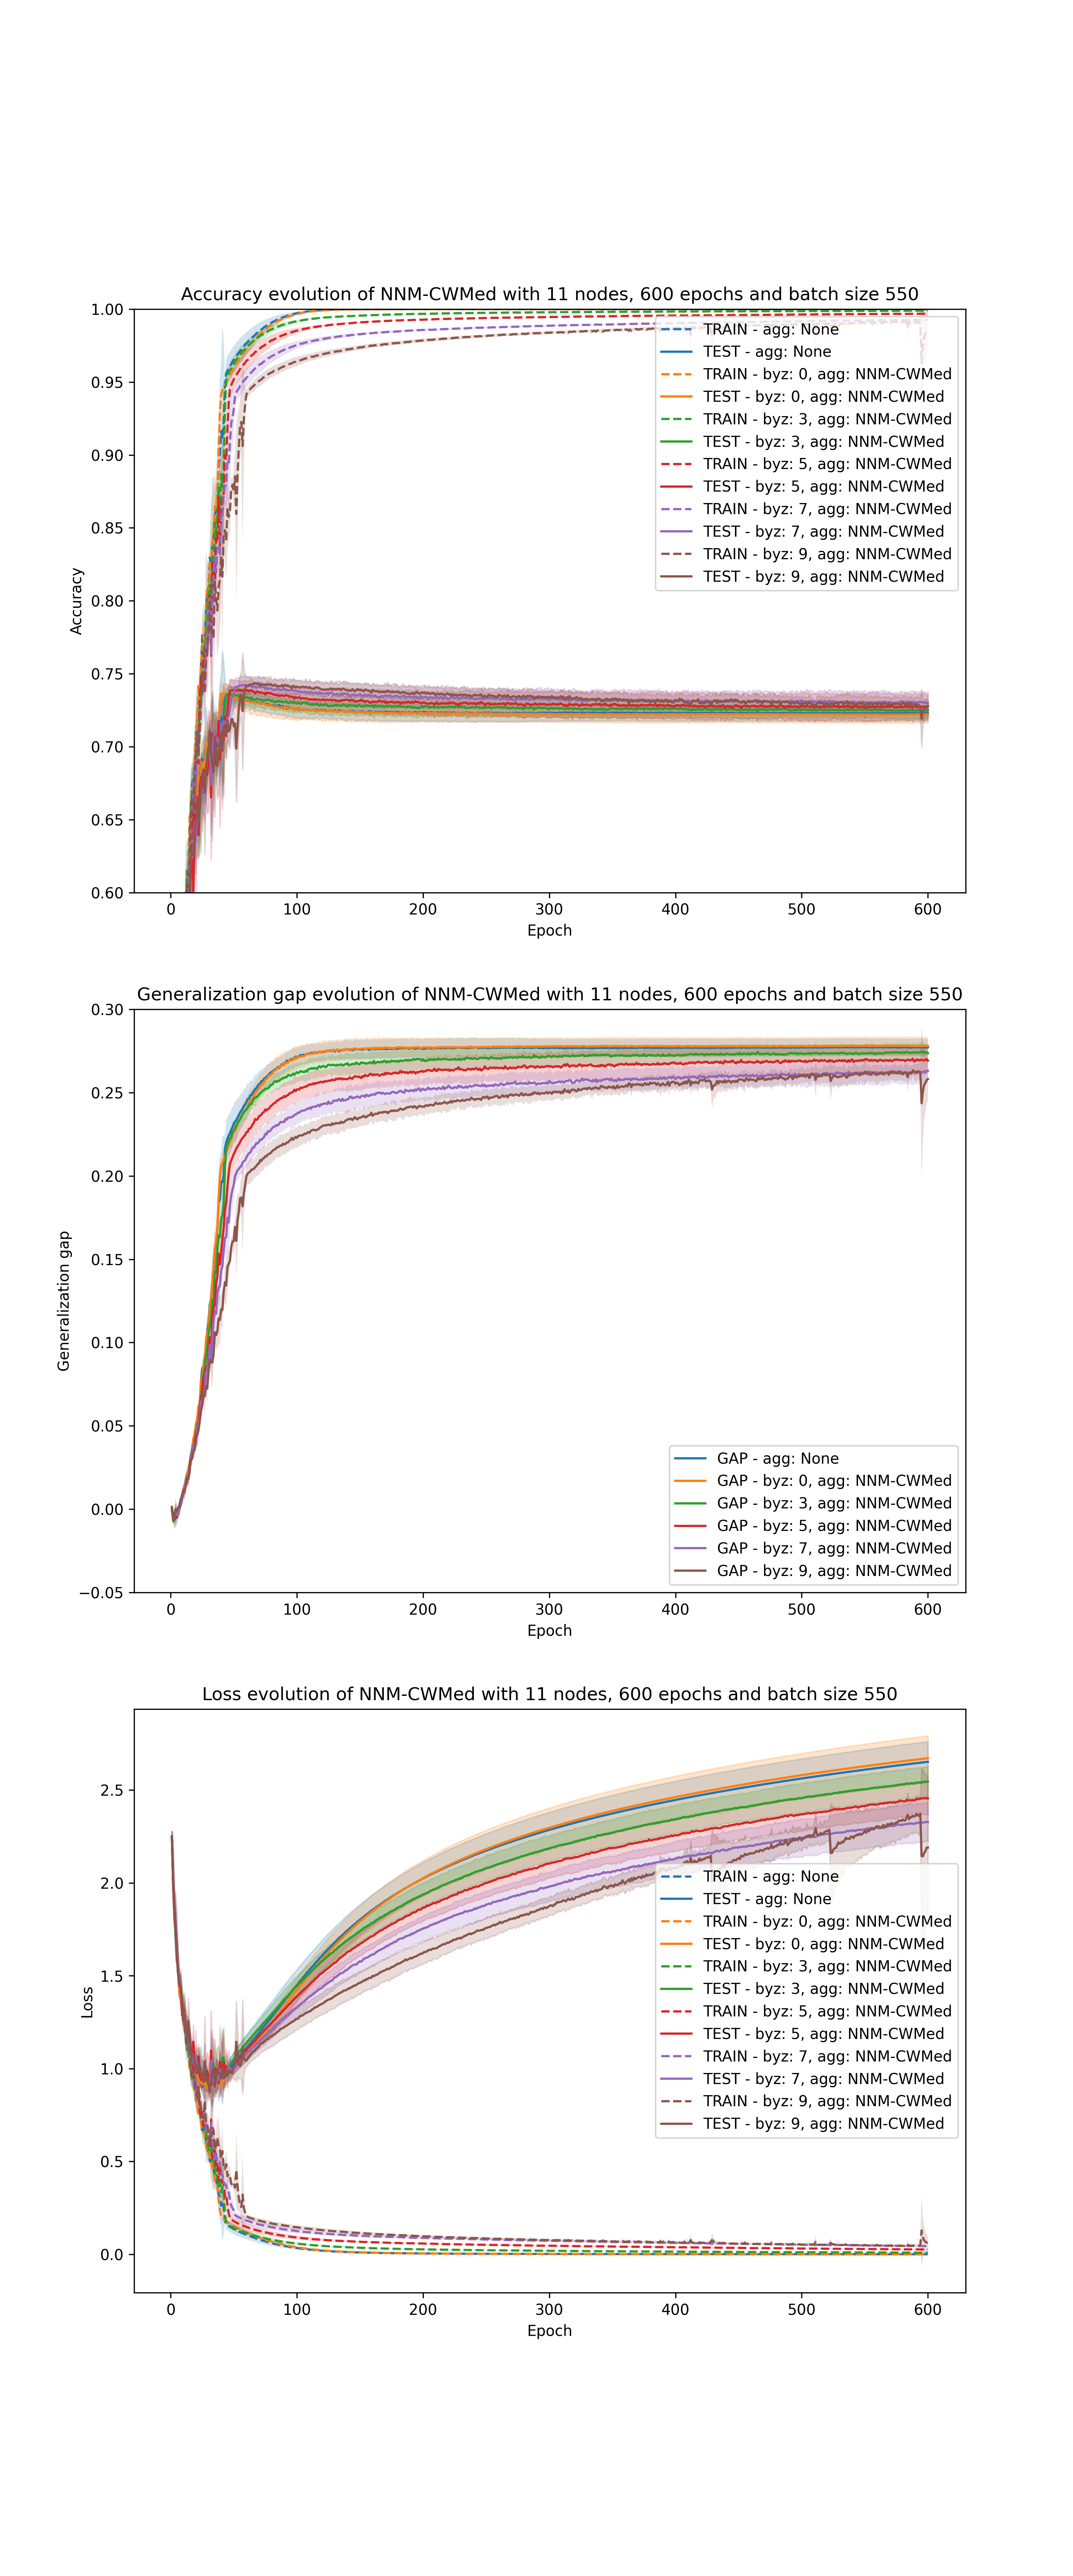 Accuracy evolution of NNM-CWMed with 11 nodes, 600 epochs and batch size 550
1.00
0.95
0.90
0.85
0.80
0.75
0.70
0.65
0.60
Accuracy
TRAIN - agg: None
TEST - agg: None
TRAIN - byz: 0, agg: NNM-CWMed
TEST - byz: 0, agg: NNM-CWMed
TRAIN - byz: 3, agg: NNM-CWMed
TEST - byz: 3, agg: NNM-CWMed
TRAIN - byz: 5, agg: NNM-CWMed
TEST - byz: 5, agg: NNM-CWMed
TRAIN - byz: 7, agg: NNM-CWMed
TEST - byz: 7, agg: NNM-CWMed
TRAIN - byz: 9, agg: NNM-CWMed
TEST - byz: 9, agg: NNM-CWMed
0 100 200 300 400 500 600
Epoch
Generalization gap evolution of NNM-CWMed with 11 nodes, 600 epochs and batch size 550
0.30
0.25
0.20
0.15
0.10
0.05
0.00
−0.05
Generalization gap
GAP - agg: None
GAP - byz: 0, agg: NNM-CWMed
GAP - byz: 3, agg: NNM-CWMed
GAP - byz: 5, agg: NNM-CWMed
GAP - byz: 7, agg: NNM-CWMed
GAP - byz: 9, agg: NNM-CWMed
0 100 200 300 400 500 600
Epoch
Loss evolution of NNM-CWMed with 11 nodes, 600 epochs and batch size 550
2.5
2.0
1.5
1.0
0.5
0.0
Loss
TRAIN - agg: None
TEST - agg: None
TRAIN - byz: 0, agg: NNM-CWMed
TEST - byz: 0, agg: NNM-CWMed
TRAIN - byz: 3, agg: NNM-CWMed
TEST - byz: 3, agg: NNM-CWMed
TRAIN - byz: 5, agg: NNM-CWMed
TEST - byz: 5, agg: NNM-CWMed
TRAIN - byz: 7, agg: NNM-CWMed
TEST - byz: 7, agg: NNM-CWMed
TRAIN - byz: 9, agg: NNM-CWMed
TEST - byz: 9, agg: NNM-CWMed
0 100 200 300 400 500 600
Epoch